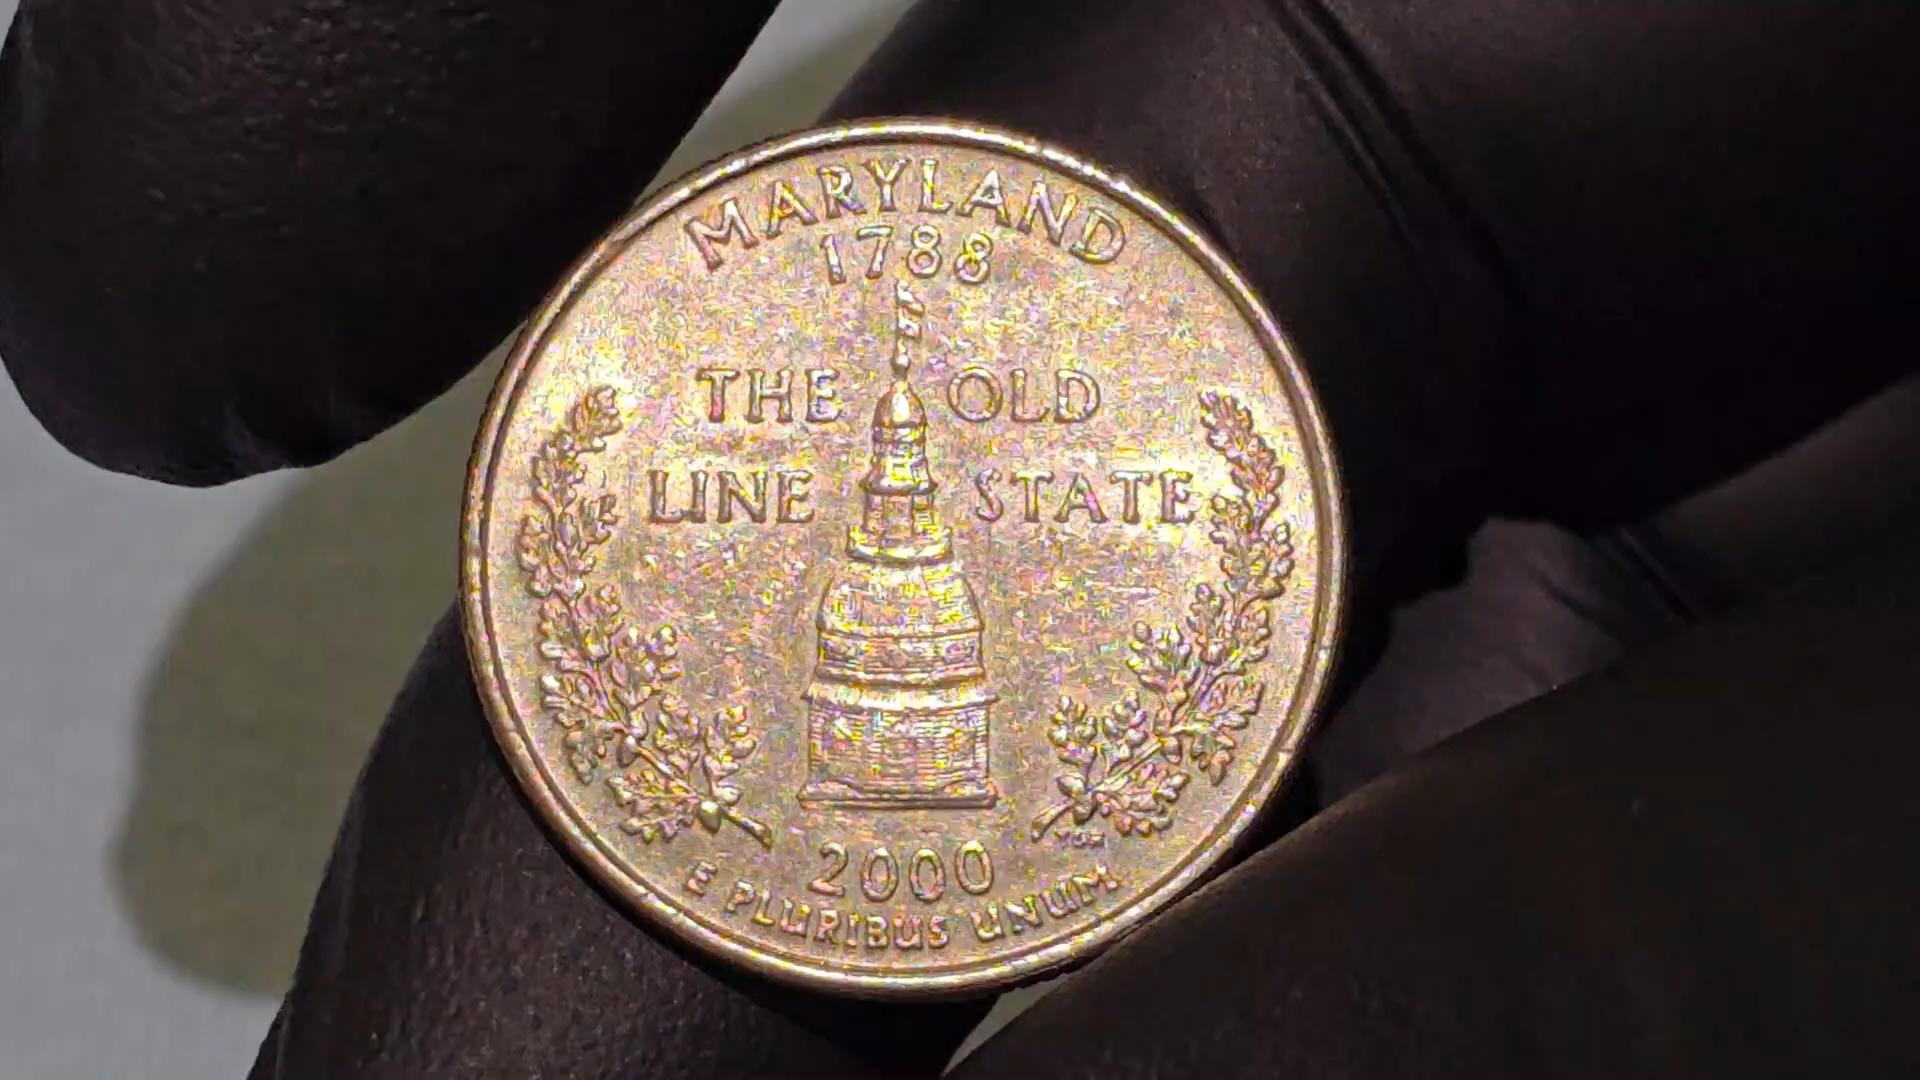 MARYLAND
1788
THE OLD
LINE STATE
2000
E PLURIBUS UNUM